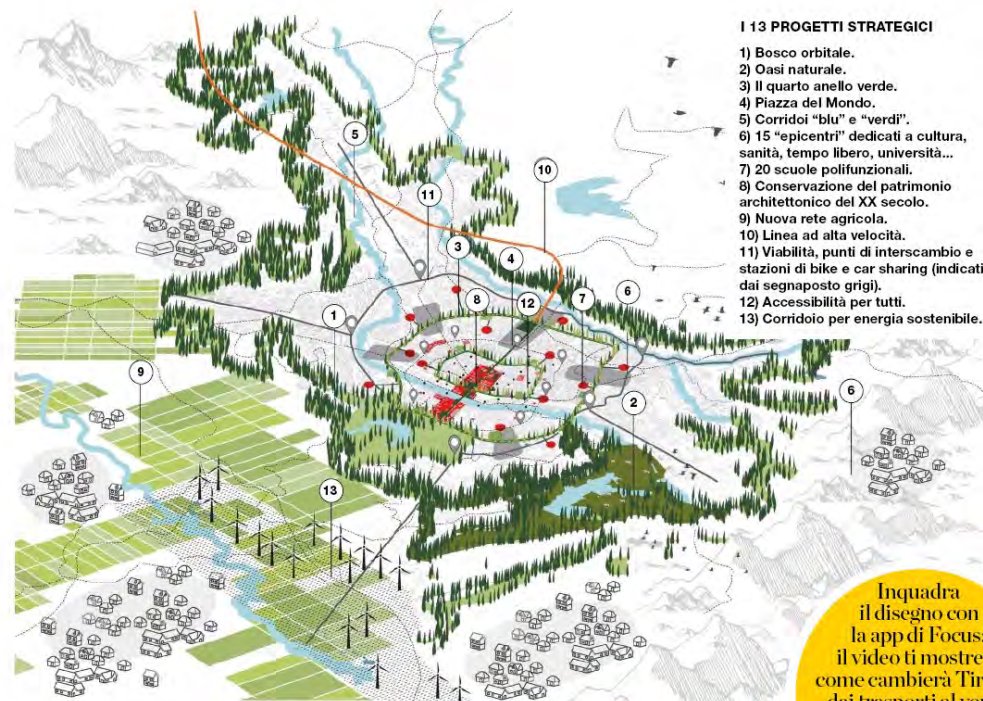 I 13 PROGETTI STRATEGICI
1) Bosco orbitale.
2) Oasi naturale.
3) Il quarto anello verde.
4) Piazza del Mondo.
5) Corridoi “blu” e “verdi”.
6) 15 “epicentri” dedicati a cultura,
sanità, tempo libero, università...
7) 20 scuole polifunzionali.
8) Conservazione del patrimonio
architettonico del XX secolo.
9) Nuova rete agricola.
10) Linea ad alta velocità.
11) Viabilità, punti di interscambio e
stazioni di bike e car sharing (indicati
dai segnaposto grigi).
12) Accessibilità per tutti.
13) Corridoio per energia sostenibile.
5
11
10
3
4
8
12
7
6
1
9
2
6
13
Inquadra
il disegno con
la app di Focus:
il video ti
come cambierà